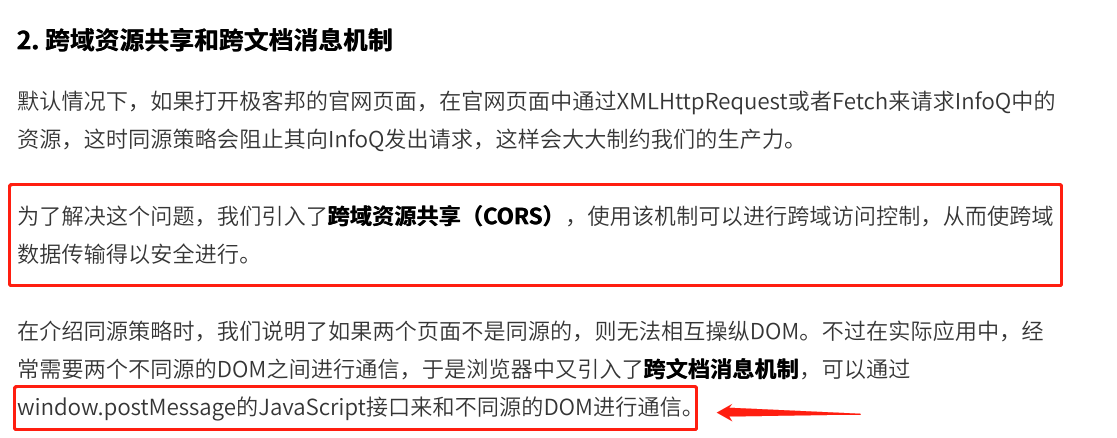 2. 跨域资源共享和跨文档消息机制
默认情况下，如果打开极客邦的官网页面，在官网页面中通过XMLHttpRequest或者Fetch来请求InfoQ中的
资源，这时同源策略会阻止其向InfoQ发出请求，这样会大大制约我们的生产力。
为了解决这个问题，我们引入了跨域资源共享（CORS），使用该机制可以进行跨域访问控制，从而使跨域
数据传输得以安全进行。
在介绍同源策略时，我们说明了如果两个页面不是同源的，则无法相互操纵DOM。不过在实际应用中，经
常需要两个不同源的DOM之间进行通信，于是浏览器中又引入了跨文档消息机制，可以通过
window.postMessage的JavaScript接口来和不同源的DOM进行通信。